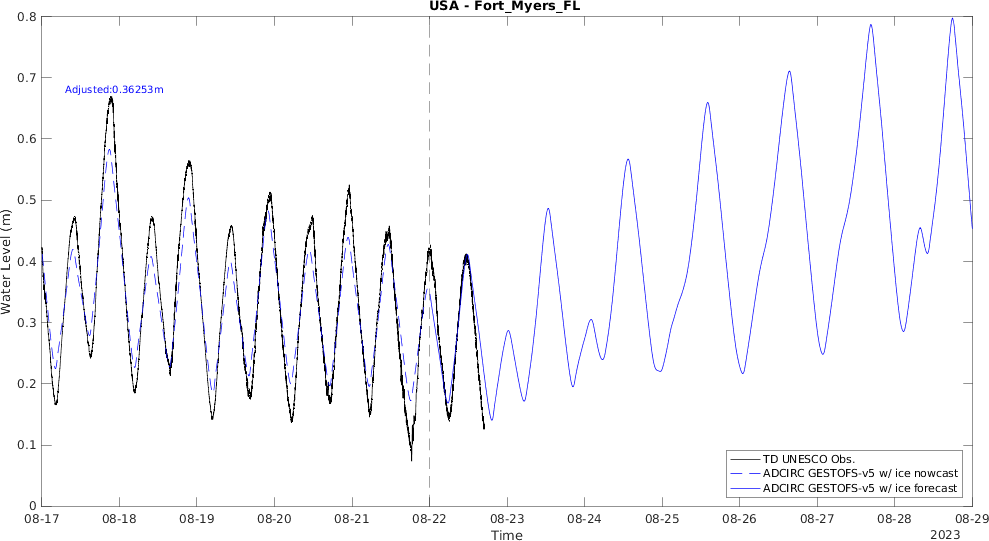 USA - Fort_Myers_FL
0.8
0.7
0.6
0.5
0.4
0.3
0.2
0.1
0
Water Level (m)
Adjusted:0.36253m
TD UNESCO Obs.
ADCIRC GESTOFS-v5 w/ ice nowcast
ADCIRC GESTOFS-v5 w/ ice forecast
08-17 08-18 08-19 08-20 08-21 08-22 08-23 08-24 08-25 08-26 08-27 08-28 08-29
Time
2023